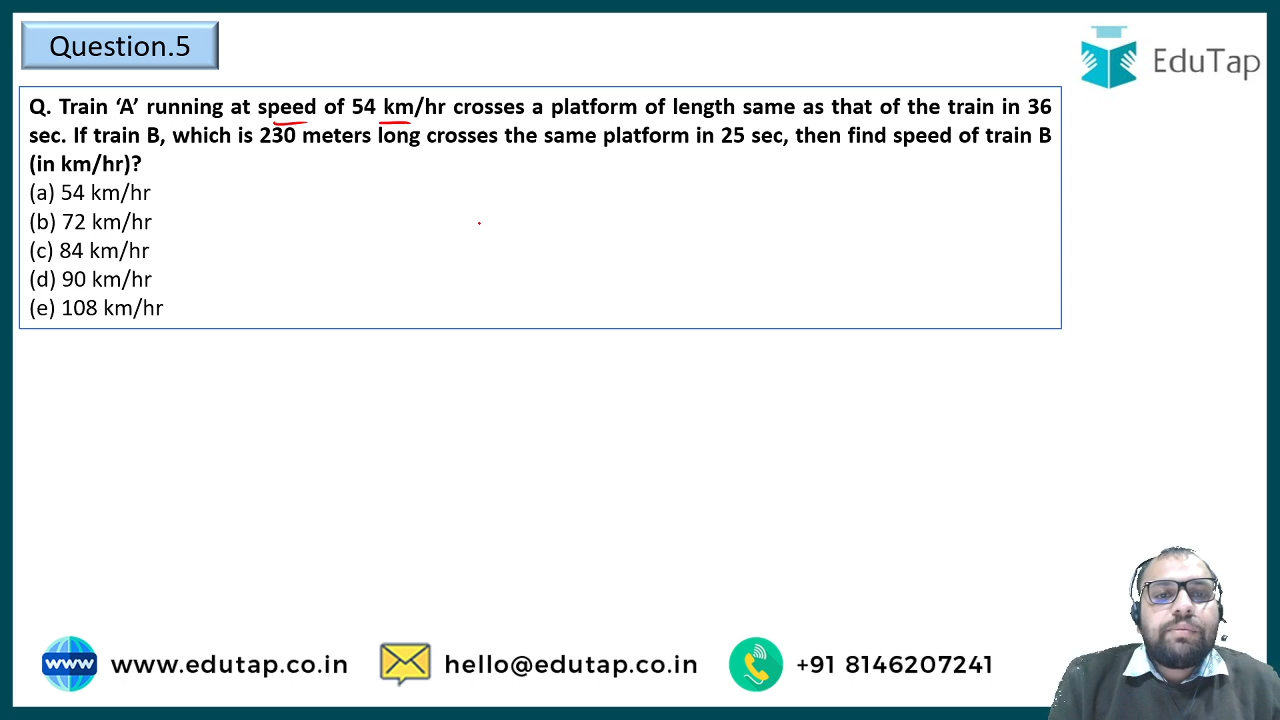 Question.5
EduTap
Q. Train ‘A’ running at speed of 54 km/hr crosses a platform of length same as that of the train in 36
sec. If train B, which is 230 meters long crosses the same platform in 25 sec, then find speed of train B
(in km/hr)?
(a) 54 km/hr
(b) 72 km/hr
(c) 84 km/hr
(d) 90 km/hr
(e) 108 km/hr
www www.edutap.co.in hello@edutap.co.in +91 8146207241